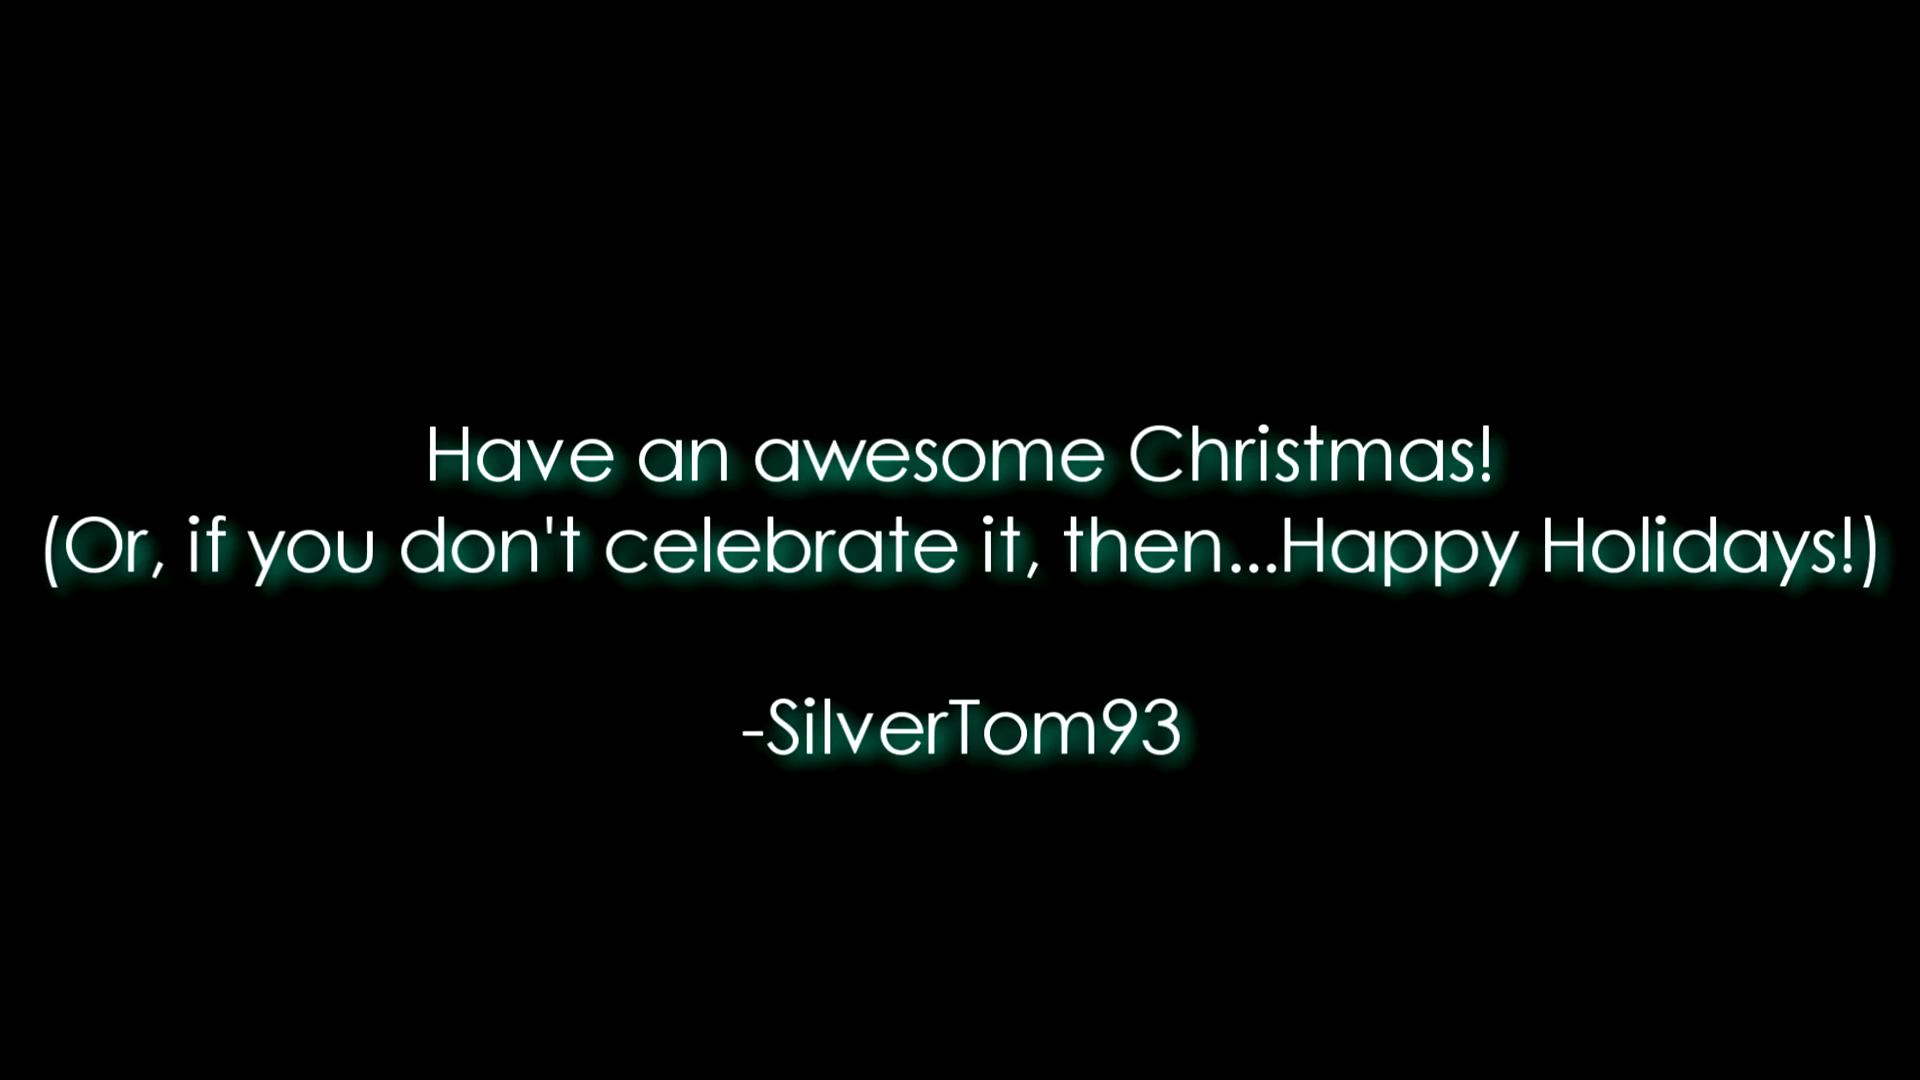 Have an awesome Christmas!
(Or, if you don't celebrate it, then...Happy Holidays!)
-SilverTom93